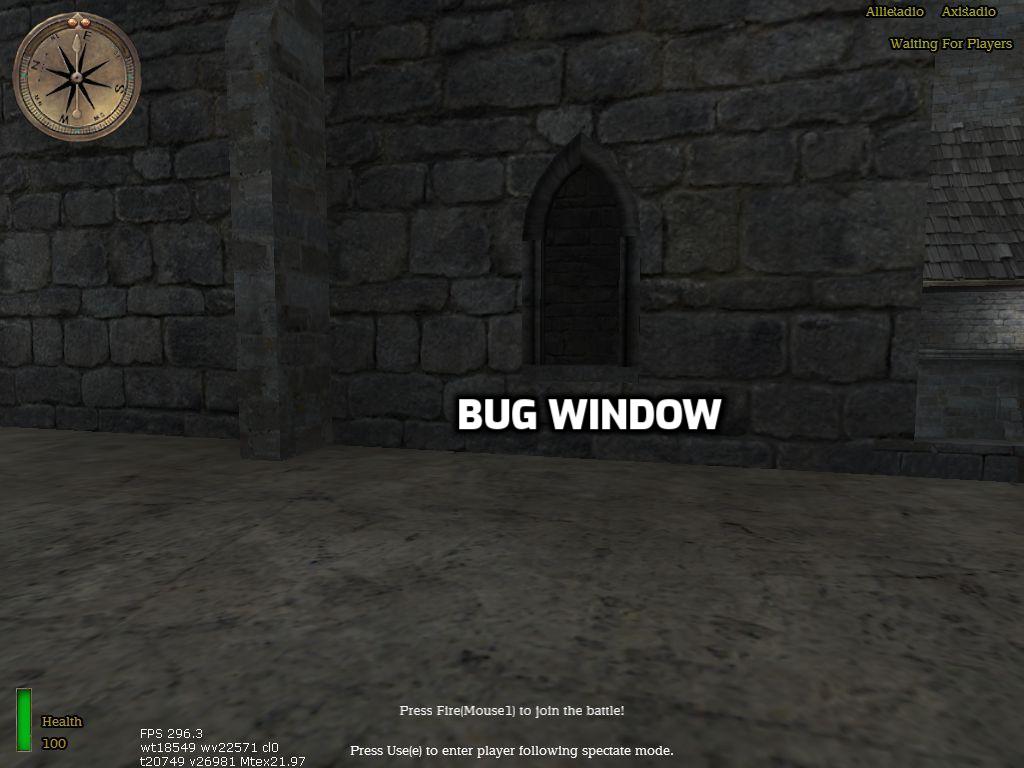 Allieadio Axisadio
Waiting For Players
BUG WINDOW
Press Fire(Mouse1) to join the battle!
Health
100
FPS 296.3
wt18549 wv22571 cl0
t20749 v26981 Mtex21.97
Press Use(e) to enter player following spectate mode.